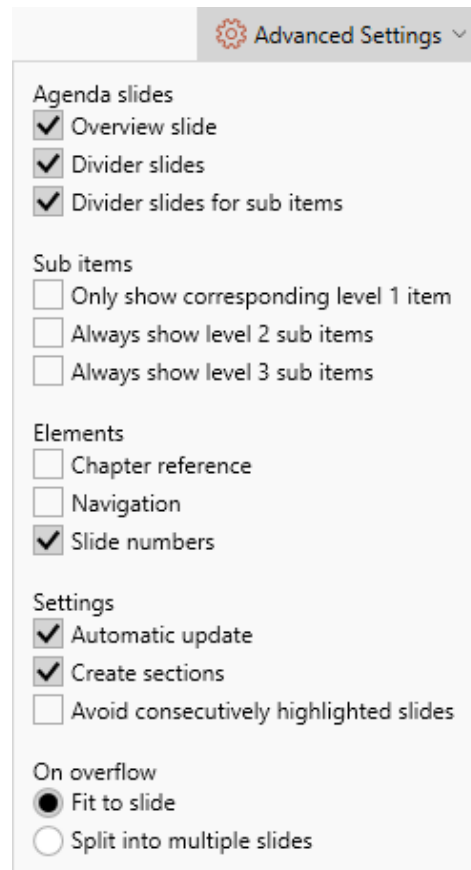 Advanced Settings
Agenda slides
Overview slide
Divider slides
Divider slides for sub items
Sub items
Only show corresponding level 1 item
Always show level 2 sub items
Always show level 3 sub items
Elements
Chapter reference
Navigation
Slide numbers
Settings
Automatic update
Create sections
Avoid consecutively highlighted slides
On overflow
Fit to slide
Split into multiple slides